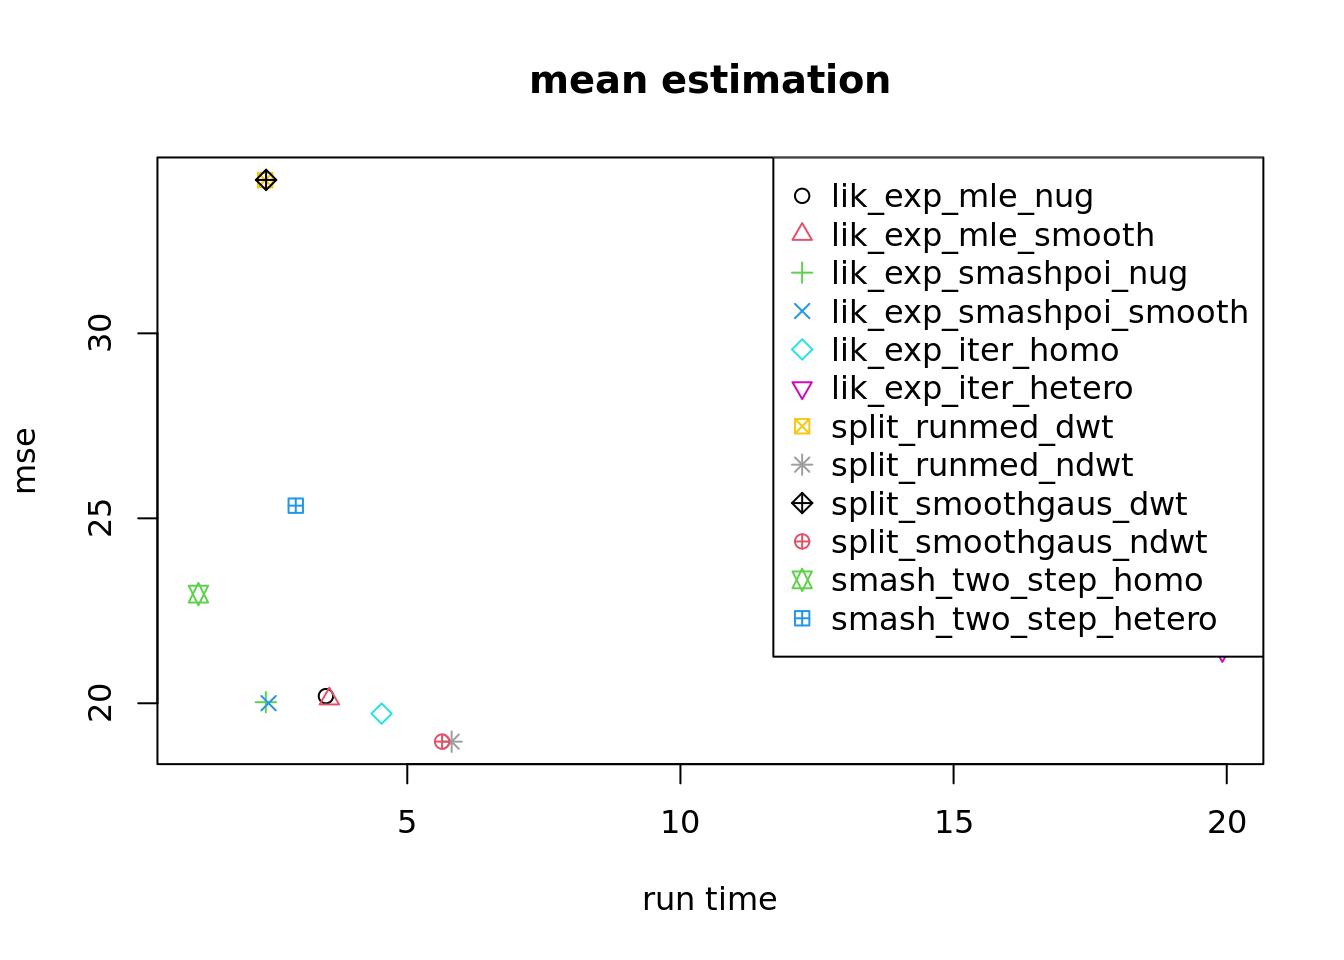 mean estimation
lik_exp_mle_nug
lik_exp_mle_smooth
lik_exp_smashpoi_nug
lik_exp_smashpoi_smooth
lik_exp_iter_homo
lik_exp_iter_hetero
split_runmed_dwt
split_runmed_ndwt
split_smoothgaus_dwt
split_smoothgaus_ndwt
smash_two_step_homo
smash_two_step_hetero
mse
30
25
20
5 10 15 20
run time